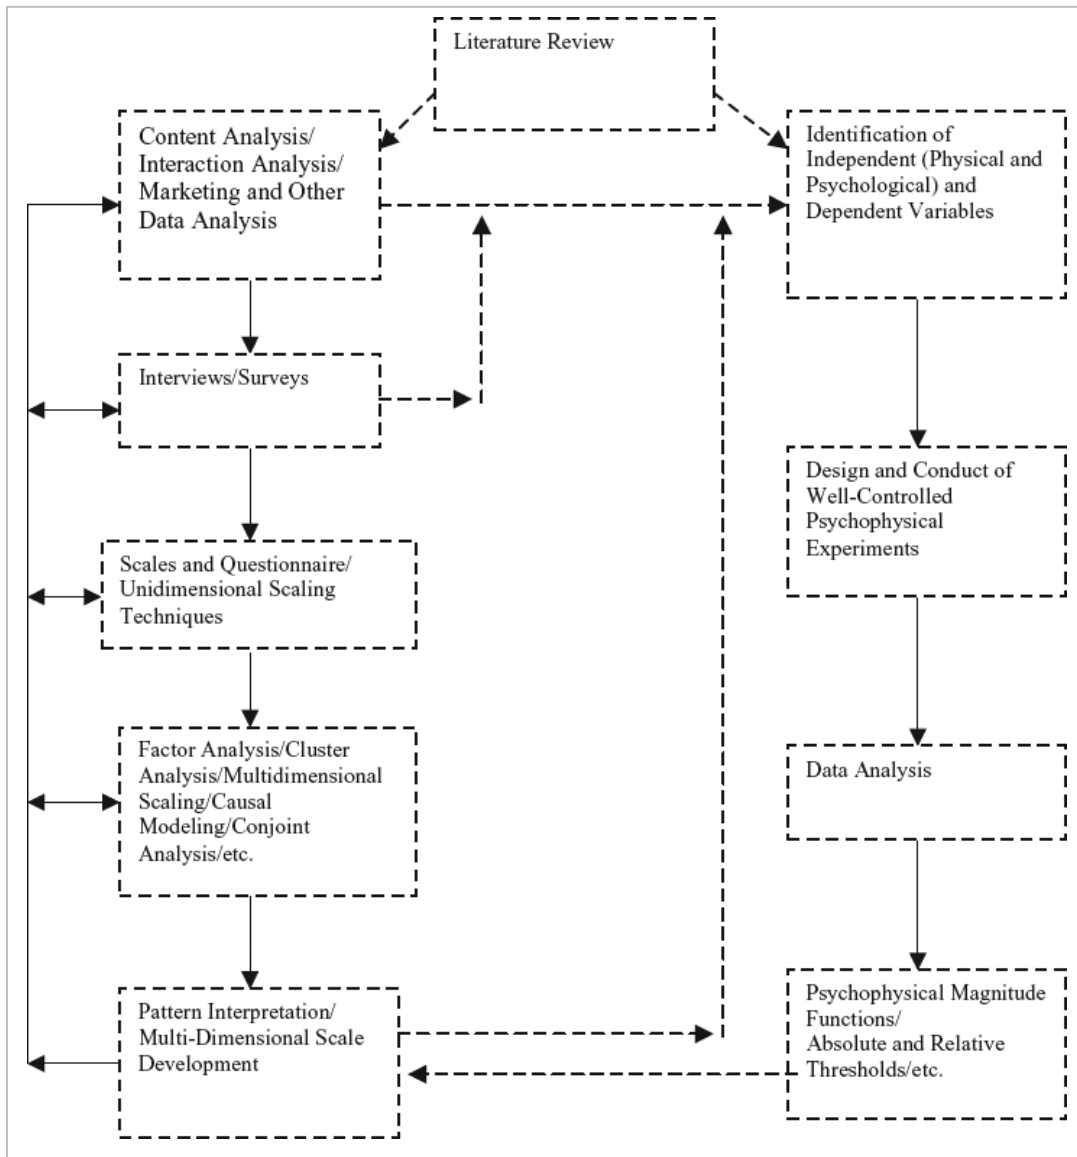 Literature Review
Content Analysis/
Interaction Analysis/
Marketing and Other
Data Analysis
Identification of
Independent (Physical and
Psychological) and
Dependent Variables
Interviews/Surveys
Design and Conduct of
Well-Controlled
Psychophysical
Experiments
Scales and Questionnaire/
Unidimensional Scaling
Techniques
Factor Analysis/Cluster
Analysis/Multidimensional
Scaling/Causal
Modeling/Conjoint
Analysis/etc.
Data Analysis
Pattern Interpretation/
Multi-Dimensional Scale
Development
Psychophysical Magnitude
Functions/
Absolute and Relative
Thresholds/etc.